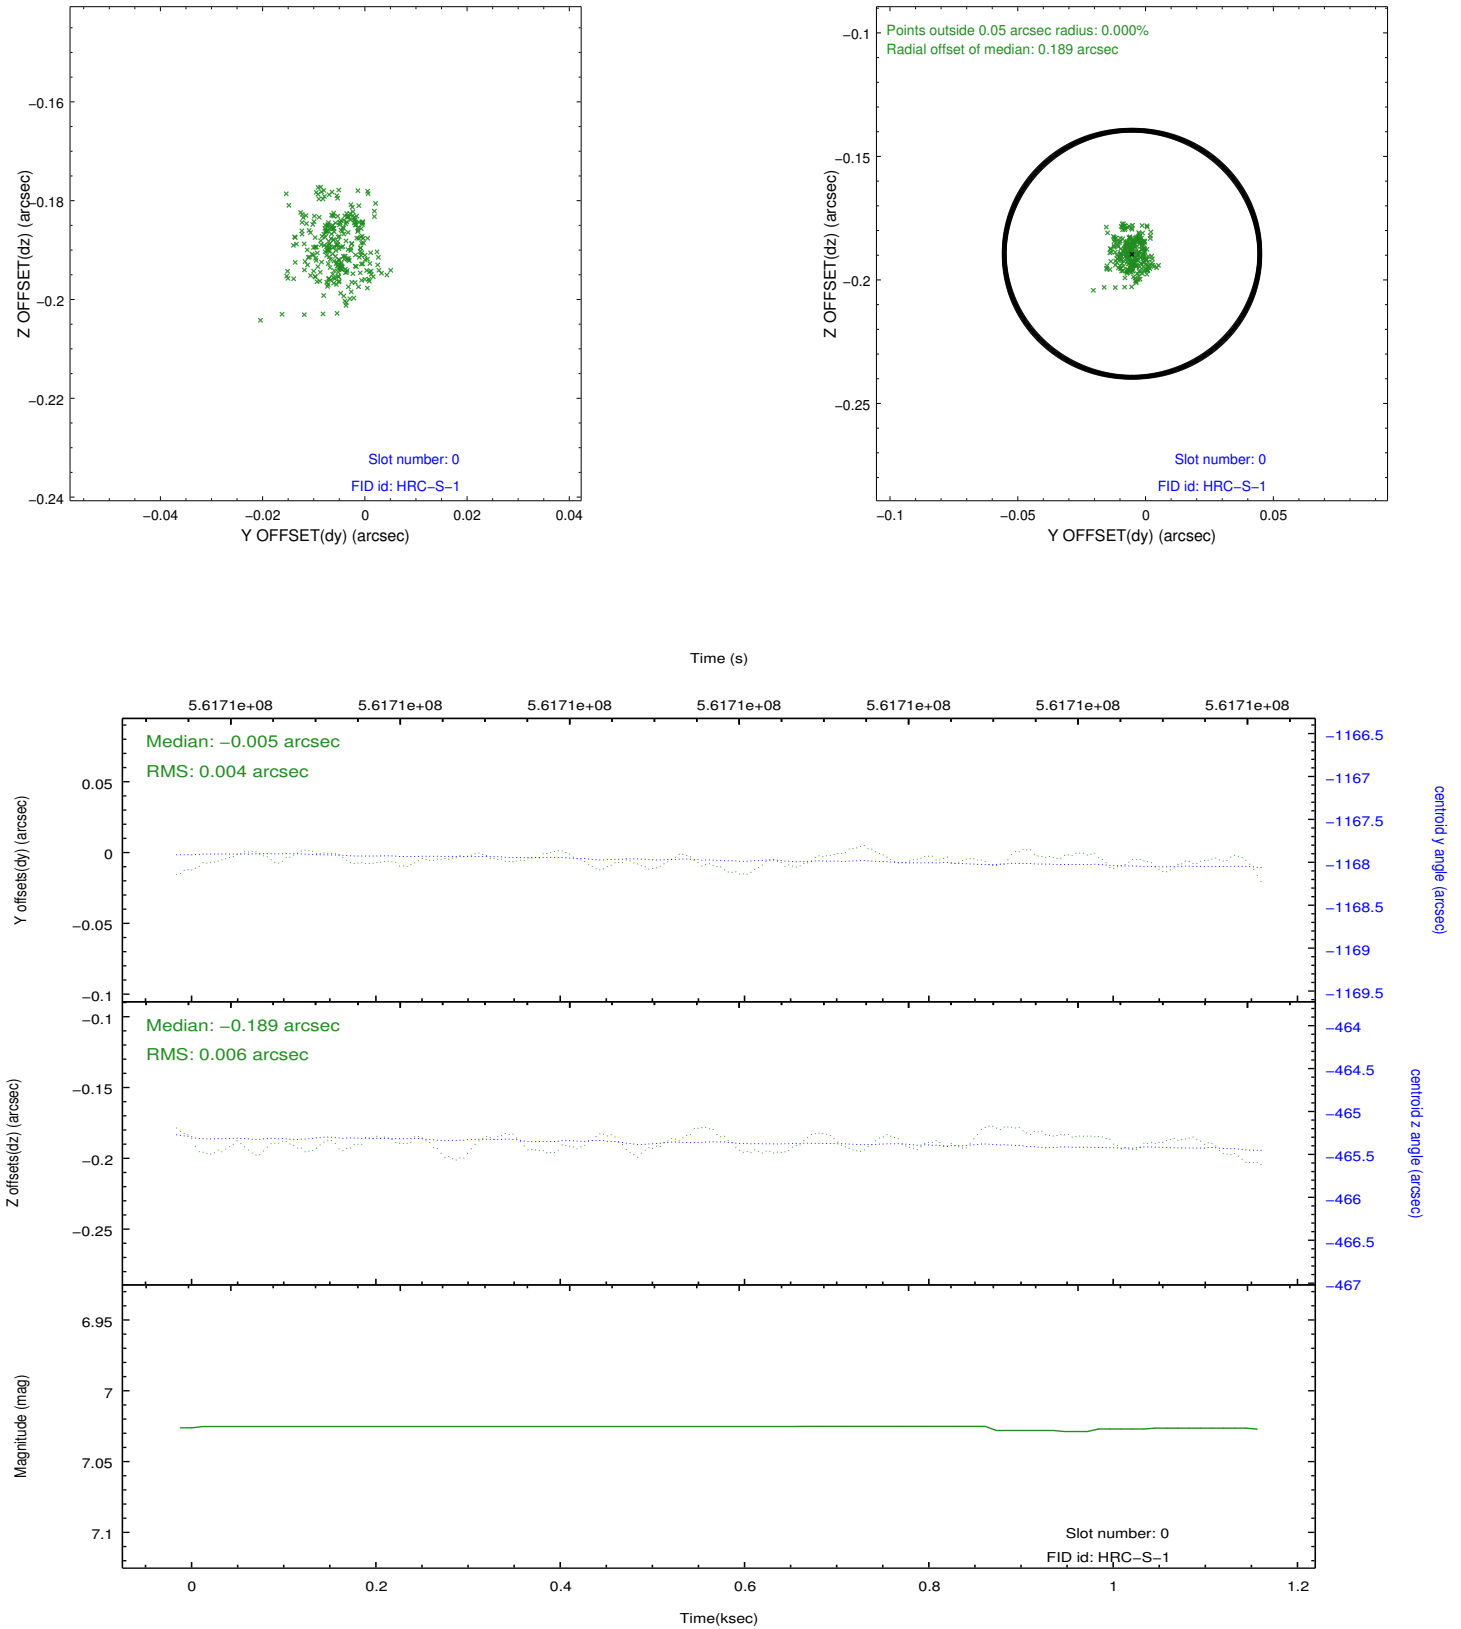 −0.16
−0.18
−0.2
−0.22
−0.24
Z OFFSET(dz) (arcsec)
Slot number: 0
FID id: HRC−S−1
−0.04
−0.02
0
0.02
0.04
Y OFFSET(dy) (arcsec)
Points outside 0.05 arcsec radius: 0.000%
Radial offset of median: 0.189 arcsec
−0.1
−0.15
−0.2
−0.25
Z OFFSET(dz) (arcsec)
Slot number: 0
FID id: HRC−S−1
−0.1
−0.05
0
0.05
Y OFFSET(dy) (arcsec)
Time (s)
5.6171e+08
5.6171e+08
5.6171e+08
5.6171e+08
5.6171e+08
5.6171e+08
5.6171e+08
Median: −0.005 arcsec
RMS: 0.004 arcsec
0.05
0
−0.05
−0.1
Y offsets(dy) (arcsec)
−1166.5
−1167
−1167.5
−1168
−1168.5
−1169
−1169.5
centroid y angle (arcsec)
Median: −0.189 arcsec
RMS: 0.006 arcsec
−0.1
−0.15
−0.2
−0.25
Z offsets(dz) (arcsec)
−464
−464.5
−465
−465.5
−466
−466.5
−467
centroid z angle (arcsec)
6.95
7
7.05
7.1
Magnitude (mag)
Slot number: 0
FID id: HRC−S−1
0
0.2
0.4
0.6
0.8
1
1.2
Time(ksec)